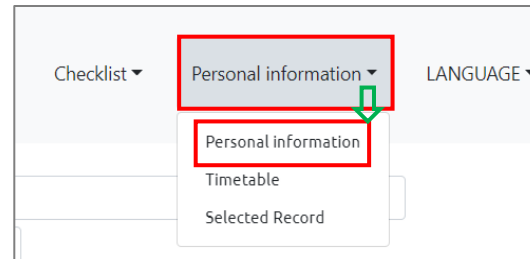 Checklist Personal information LANGUAGE
Personal information
Timetable
Selected Record